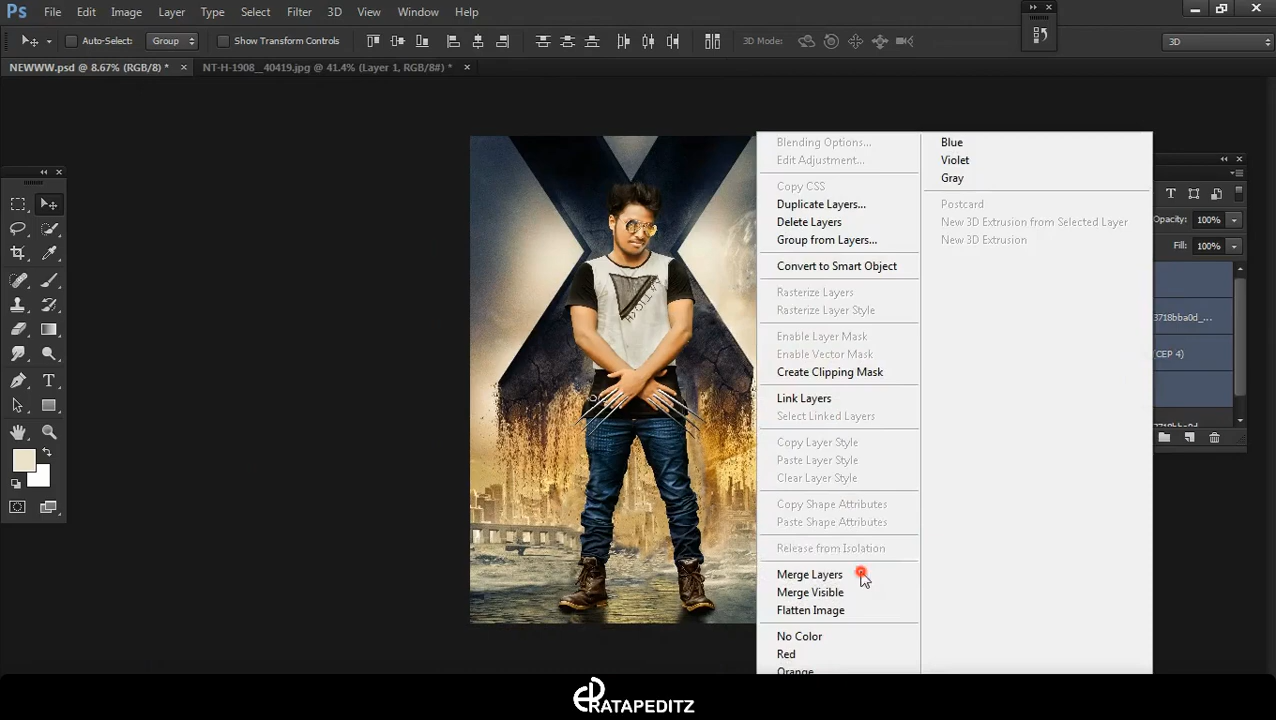 Ps File Edit Image Layer Type Select Filter 3D View Window Help
Auto-Select: Group Show Transform Controls 3D Mode: 3D
NEWWW.psd @ 8.67% (RGB/8) * × NT-H-1908__40419.jpg @ 41.4% (Layer 1, RGB/8#) * ×
Blending Options...
Edit Adjustment...
Copy CSS
Duplicate Layers...
Delete Layers
Group from Layers...
Convert to Smart Object
Rasterize Layers
Rasterize Layer Style
Enable Layer Mask
Enable Vector Mask
Create Clipping Mask
Link Layers
Select Linked Layers
Copy Layer Style
Paste Layer Style
Clear Layer Style
Copy Shape Attributes
Paste Shape Attributes
Release from Isolation
Merge Layers
Merge Visible
Flatten Image
No Color
Red
Orange
Blue
Violet
Gray
Postcard
New 3D Extrusion from Selected Layer
New 3D Extrusion
Opacity: 100%
Fill: 100%
3718bba0d_...
(CEP 4)
RATAPEDITZ